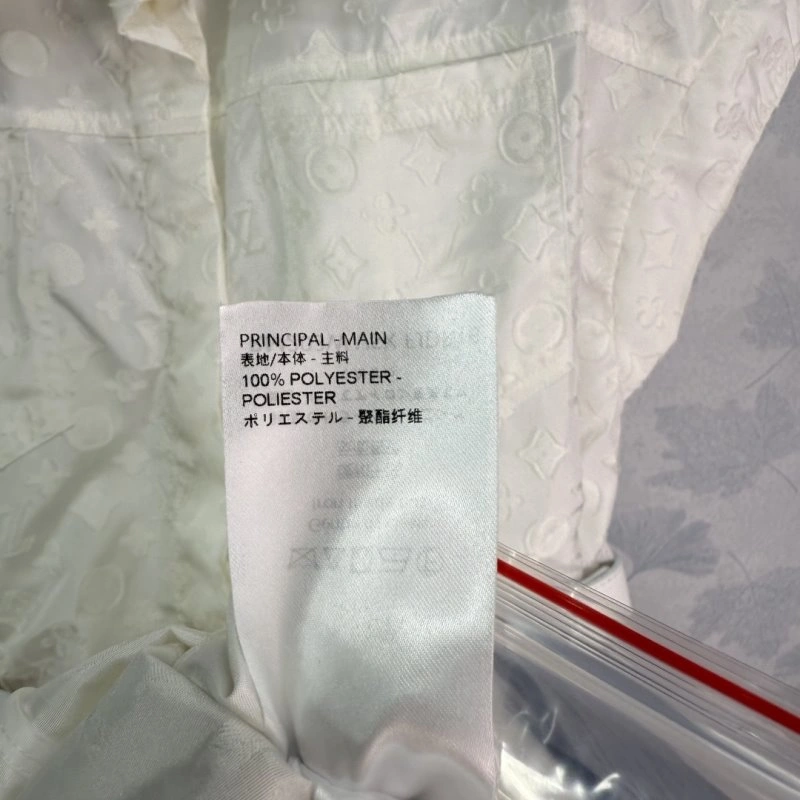 PRINCIPAL-MAIN
表地/本体 - 主料
100% POLYESTER -
POLIESTER
ポリエステル - 聚酯纤维